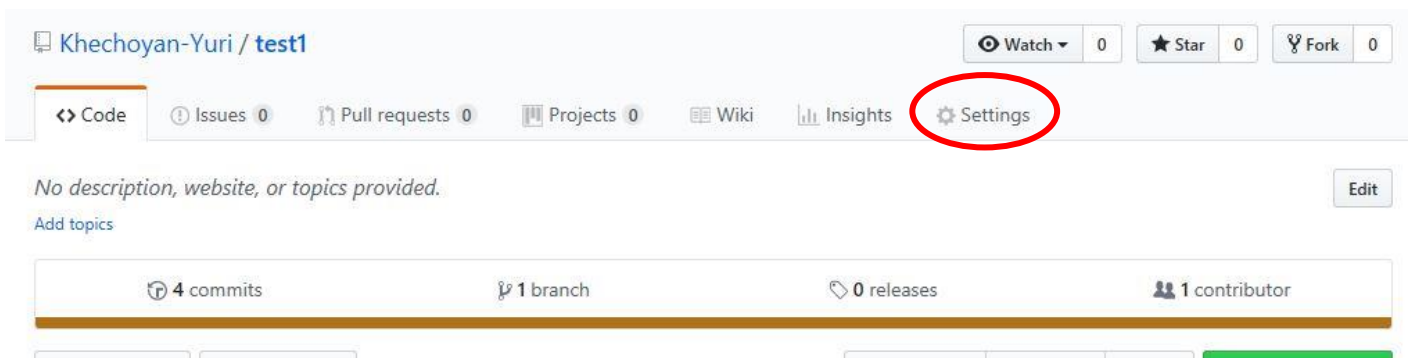 Khechoyan-Yuri / test1 Watch 0 Star 0 Fork 0
Code Issues 0 Pull requests 0 Projects 0 Wiki Insights Settings
No description, website, or topics provided. Edit
Add topics
4 commits 1 branch 0 releases 1 contributor